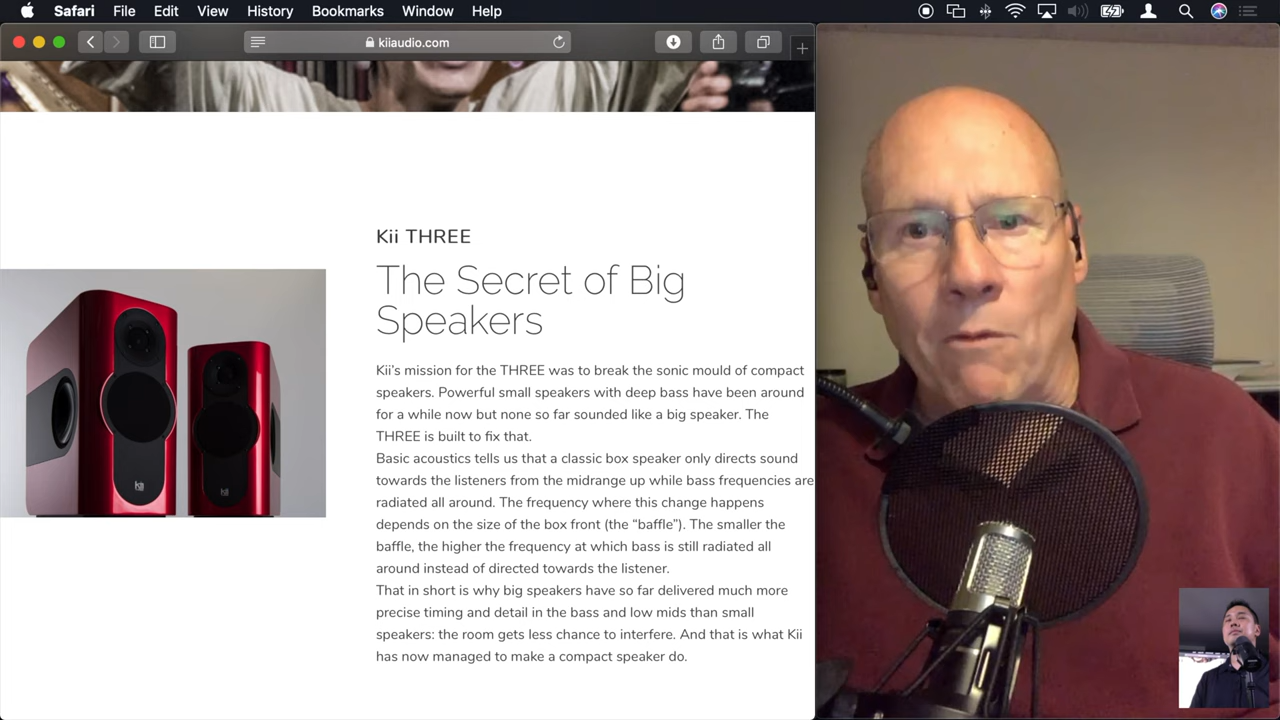 Safari File Edit View History Bookmarks Window Help
kiiaudio.com
Kii THREE
The Secret of Big
Speakers
Kii’s mission for the THREE was to break the sonic mould of compact
speakers. Powerful small speakers with deep bass have been around
for a while now but none so far sounded like a big speaker. The
THREE is built to fix that.
Basic acoustics tells us that a classic box speaker only directs sound
towards the listeners from the midrange up while bass frequencies are
radiated all around. The frequency where this change happens
depends on the size of the box front (the “baffle”). The smaller the
baffle, the higher the frequency at which bass is still radiated all
around instead of directed towards the listener.
That in short is why big speakers have so far delivered much more
precise timing and detail in the bass and low mids than small
speakers: the room gets less chance to interfere. And that is what Kii
has now managed to make a compact speaker do.
Kii